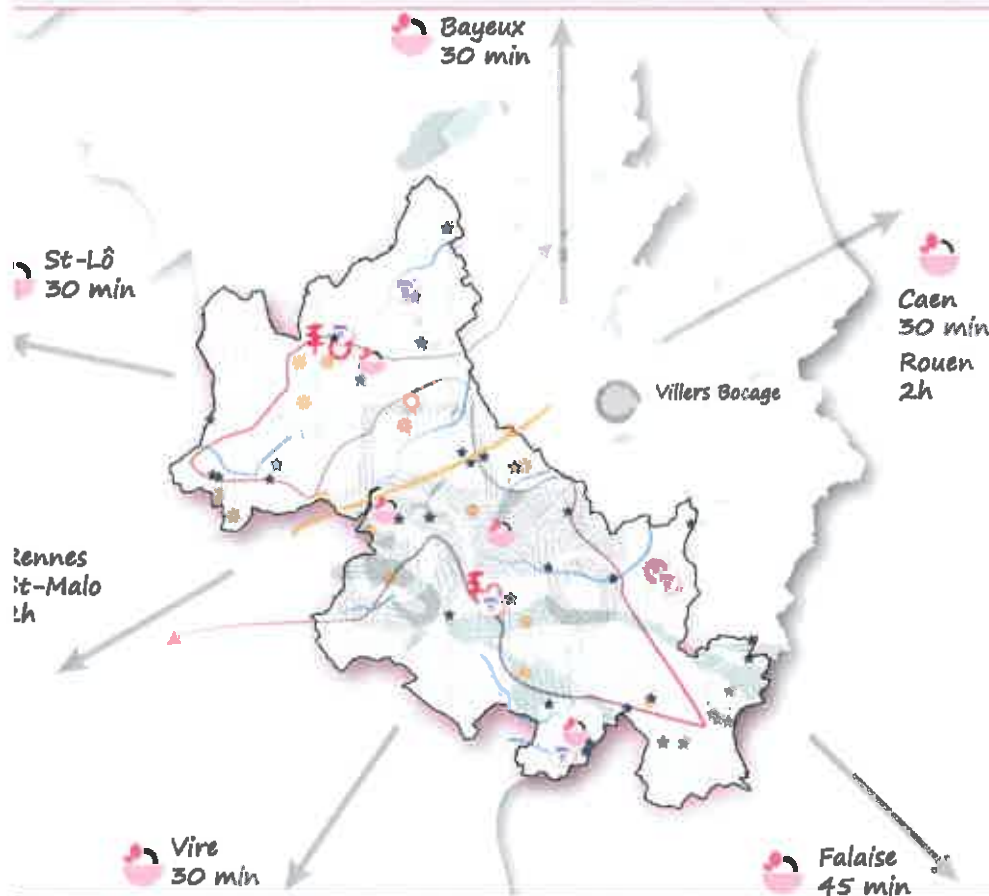 Bayeux
30 min
St-Lô
30 min
Caen
30 min
Rouen
2h
Villers Bocage
Rennes
St-Malo
2h
Vire
30 min
Falaise
45 min